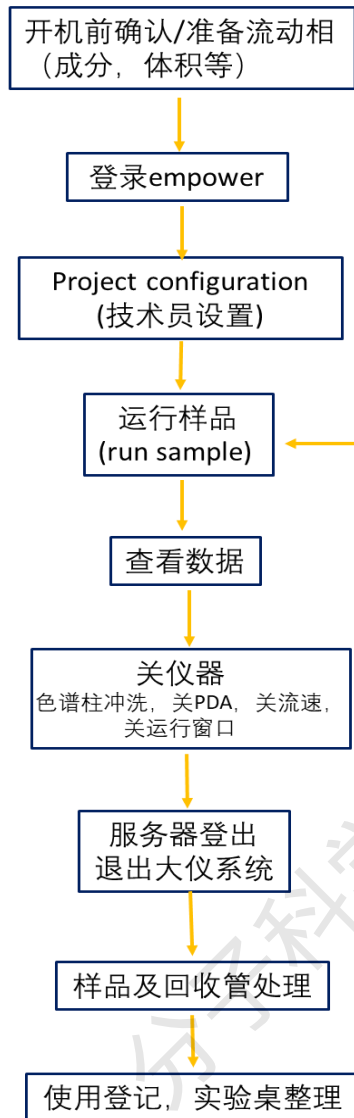 开机前确认/准备流动相
（成分，体积等）
登录empower
Project configuration
(技术员设置)
运行样品
(run sample)
查看数据
关仪器
色谱柱冲洗，关PDA，关流速，
关运行窗口
服务器登出
退出大仪系统
样品及回收管处理
使用登记，实验桌整理
分子科学